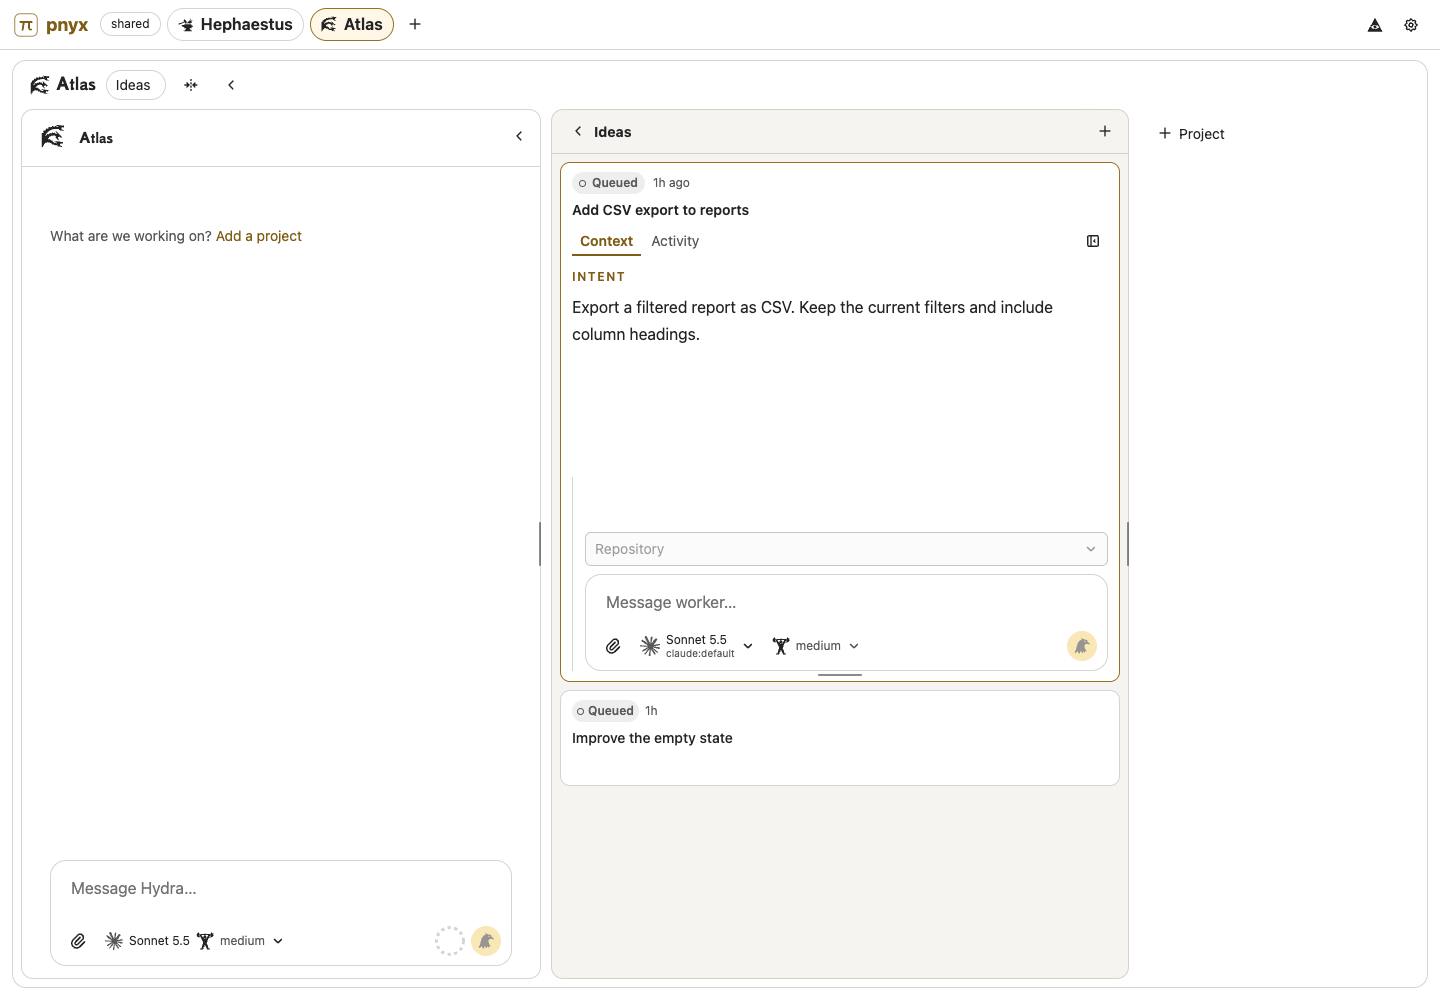 π pnyx shared Hephaestus Atlas
Atlas Ideas
Atlas
What are we working on? Add a project
Message Hydra...
Sonnet 5.5 medium
Ideas
Queued 1h ago
Add CSV export to reports
Context Activity
INTENT
Export a filtered report as CSV. Keep the current filters and include
column headings.
Repository
Message worker...
Sonnet 5.5
claude:default
medium
Queued 1h
Improve the empty state
Project